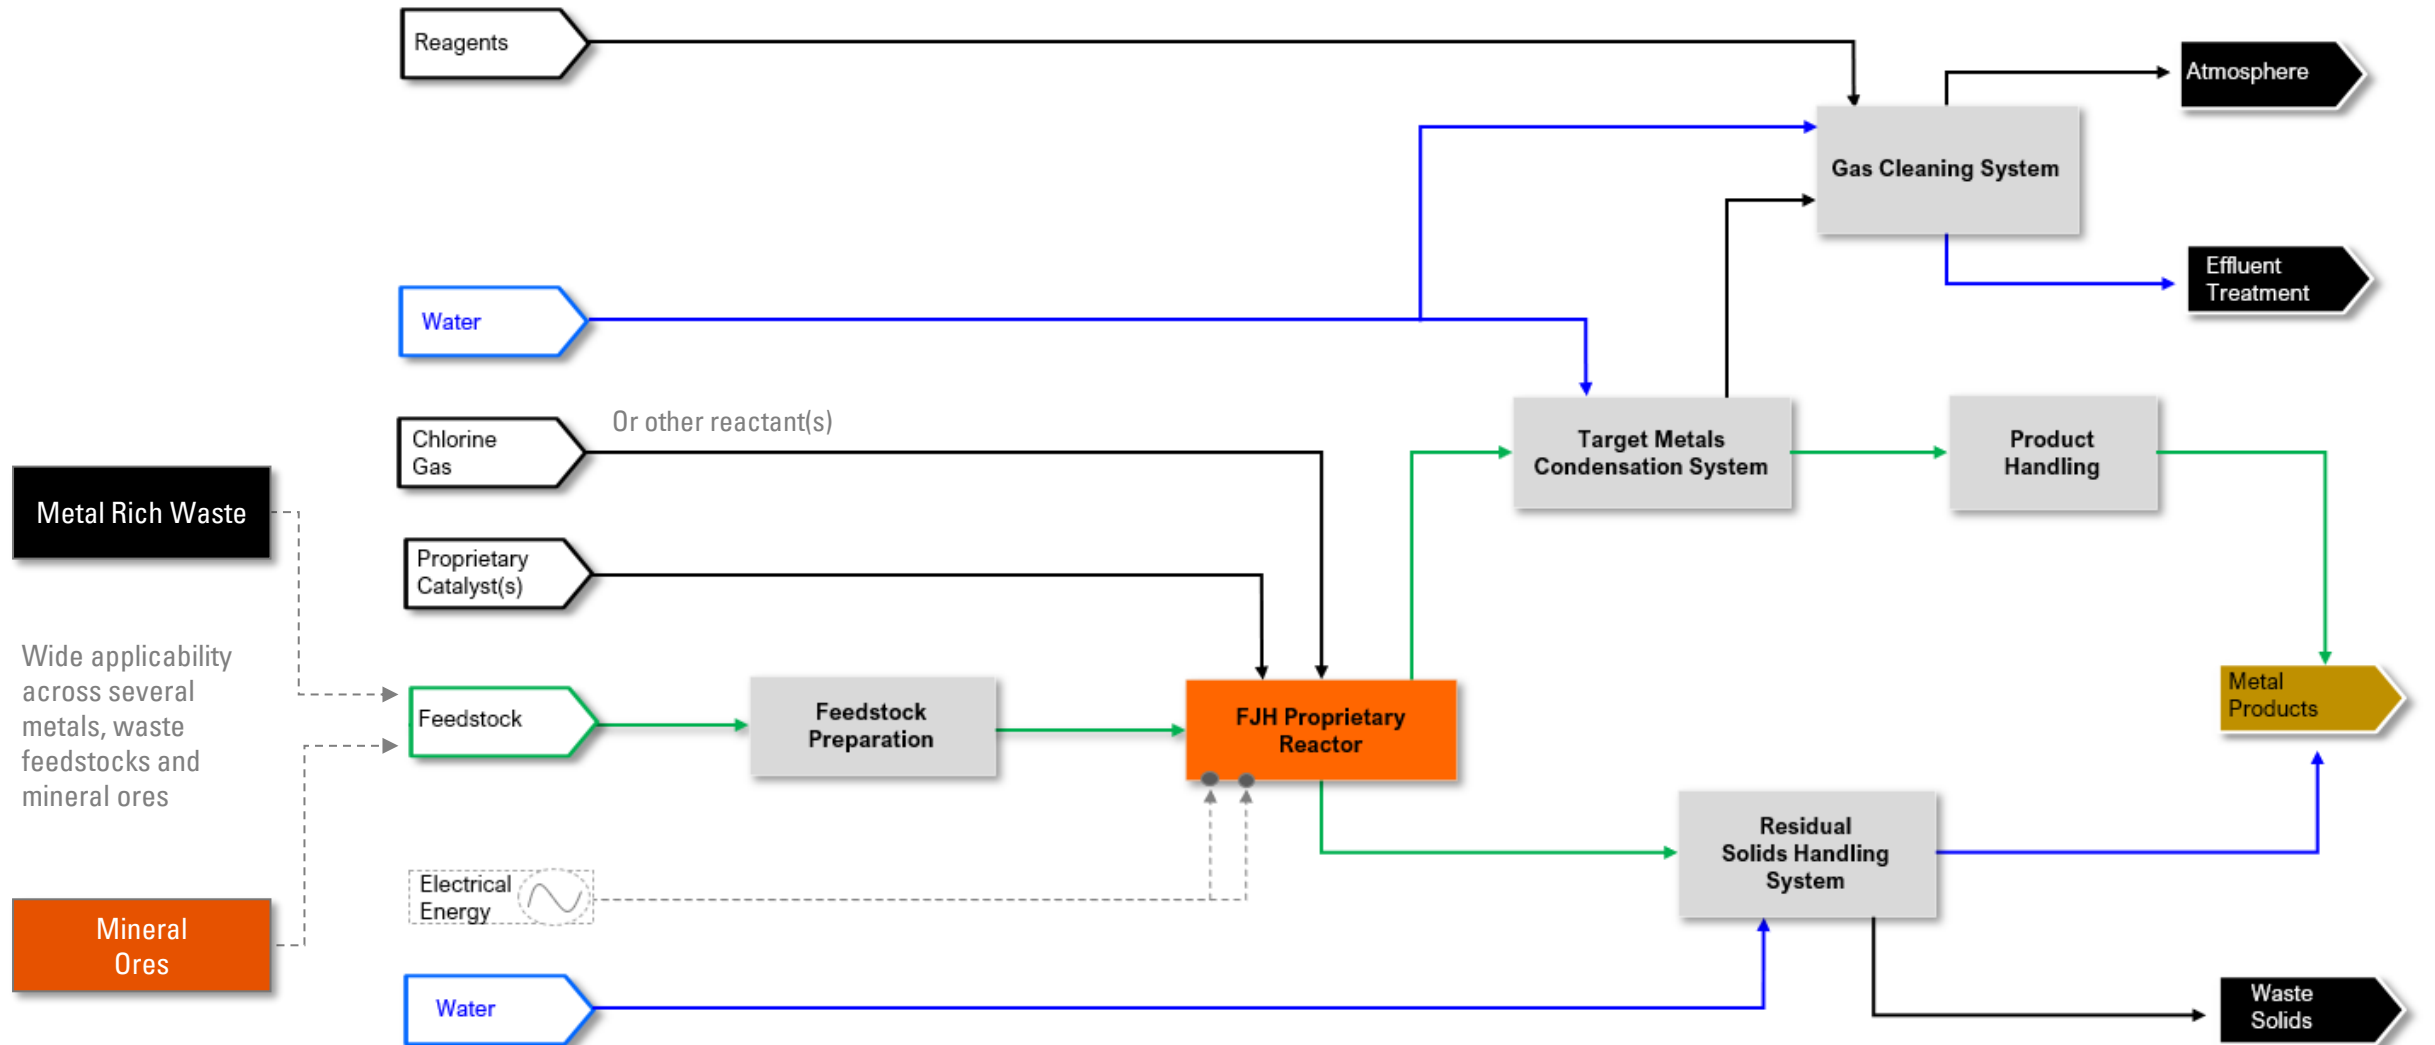 Reagents
Atmosphere
Gas Cleaning System
Effluent
Treatment
Water
Chlorine
Gas
Or other reactant(s)
Target Metals
Condensation System
Product
Handling
Metal Rich Waste
Proprietary
Catalyst(s)
Wide applicability
across several
metals, waste
feedstocks and
mineral ores
Feedstock
Feedstock
Preparation
FJH Proprietary
Reactor
Metal
Products
Residual
Solids Handling
System
Electrical
Energy
Mineral
Ores
Water
Waste
Solids